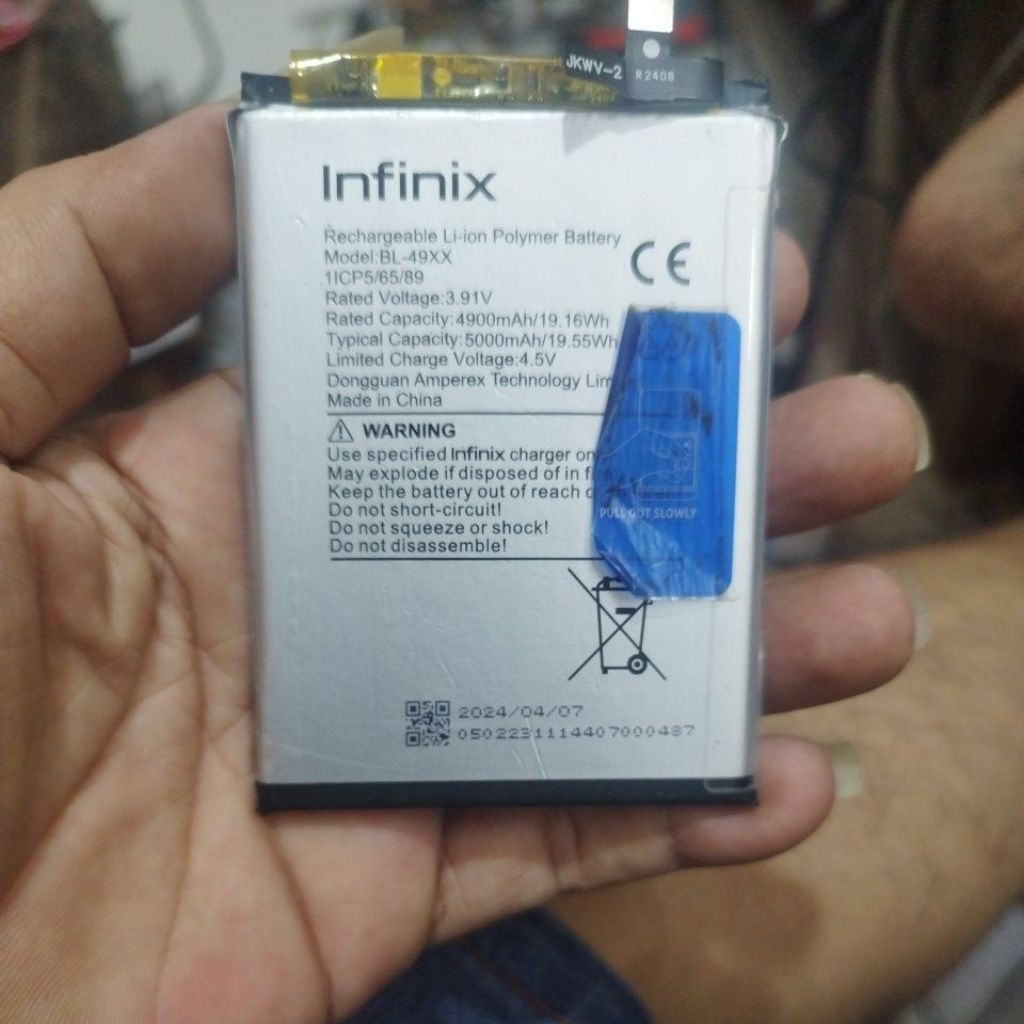 JKWV-2
R2408
Infinix
Rechargeable Li-ion Polymer Battery
Model:BL-49XX
1ICP5/65/89
Rated Voltage:3.91V
Rated Capacity:4900mAh/19.16Wh
Typical Capacity:5000mAh/19.55Wh
Limited Charge Voltage:4.5V
Dongguan Amperex Technology
Made in China
CE
WARNING
Use specified Infinix charger
May explode if disposed of in
Keep the battery out of reach
Do not short-circuit!
Do not squeeze or shock!
Do not disassemble!
PULL OUT SLOWLY
2024/04/07
0502231114407000487